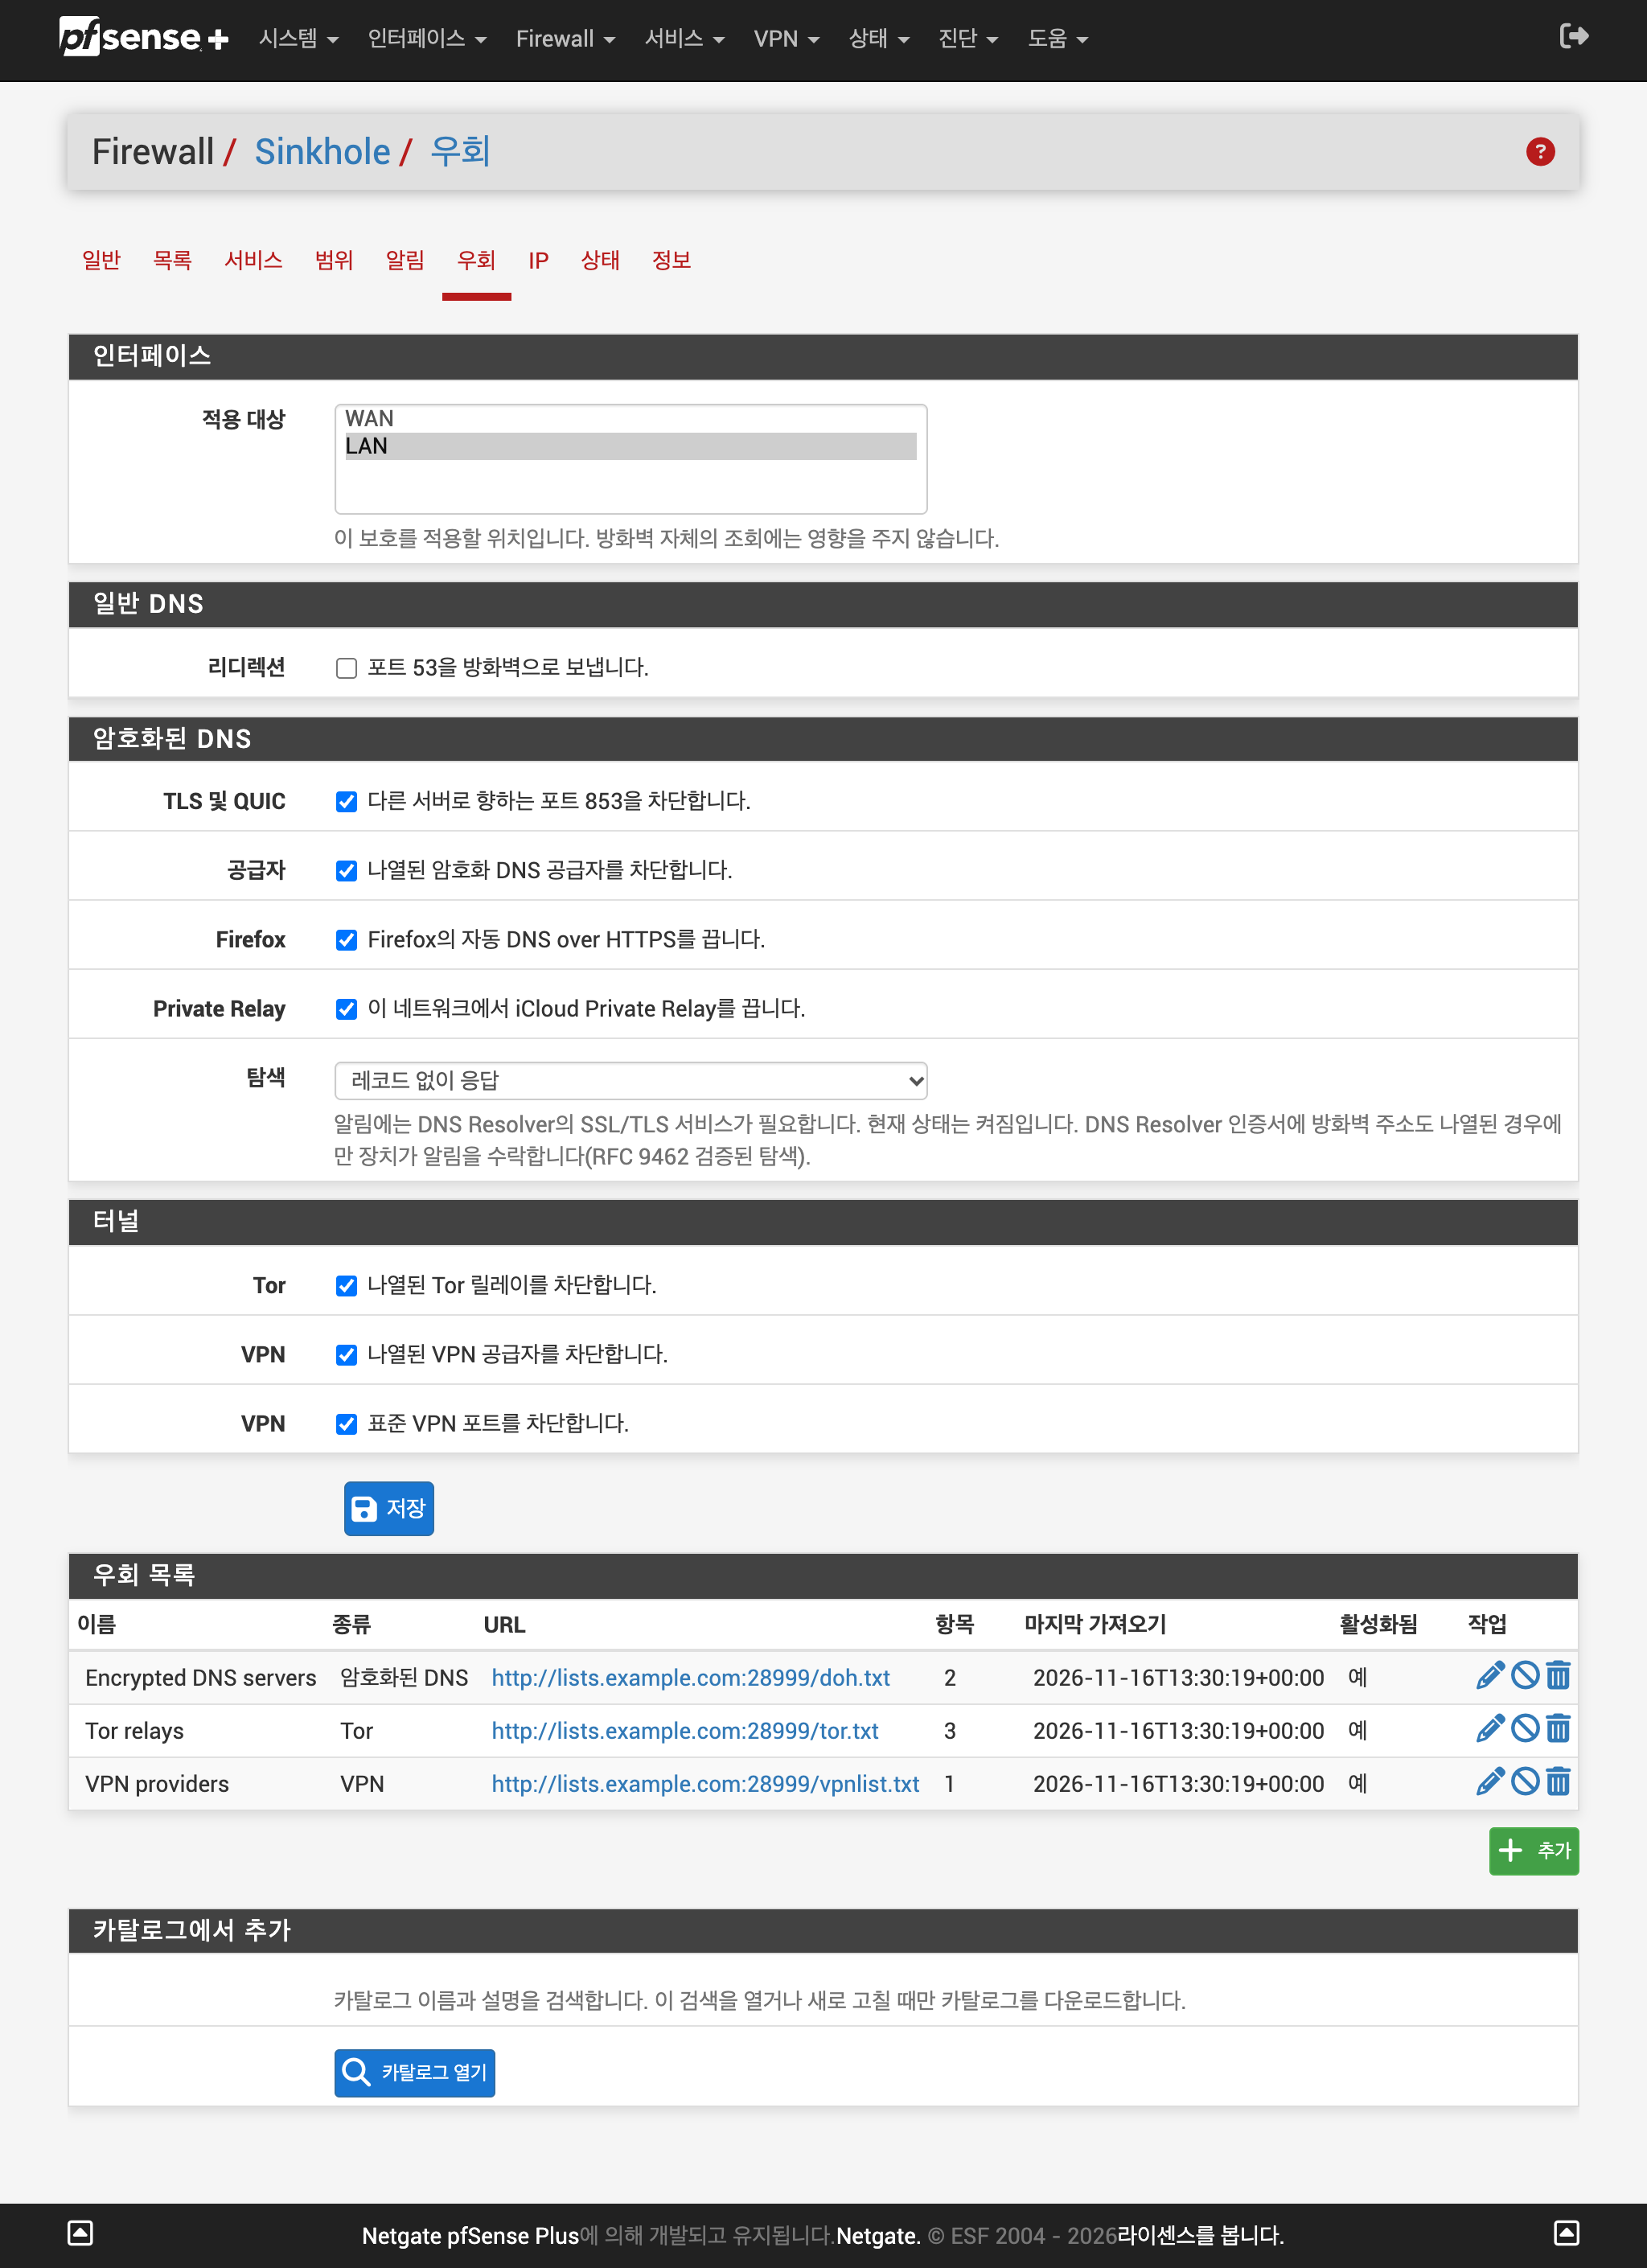 pfsense+ 시스템 인터페이스 Firewall 서비스 VPN 상태 진단 도움
Firewall / Sinkhole / 우회
?
일반 목록 서비스 범위 알림 우회 IP 상태 정보
인터페이스
적용 대상
WAN
LAN
이 보호를 적용할 위치입니다. 방화벽 자체의 조회에는 영향을 주지 않습니다.
일반 DNS
리디렉션 포트 53을 방화벽으로 보냅니다.
암호화된 DNS
TLS 및 QUIC 다른 서버로 향하는 포트 853을 차단합니다.
공급자 나열된 암호화 DNS 공급자를 차단합니다.
Firefox Firefox의 자동 DNS over HTTPS를 끕니다.
Private Relay 이 네트워크에서 iCloud Private Relay를 끕니다.
탐색 레코드 없이 응답
알림에는 DNS Resolver의 SSL/TLS 서비스가 필요합니다. 현재 상태는 켜짐입니다. DNS Resolver 인증서에 방화벽 주소도 나열된 경우에
만 장치가 알림을 수락합니다(RFC 9462 검증된 탐색).
터널
Tor 나열된 Tor 릴레이를 차단합니다.
VPN 나열된 VPN 공급자를 차단합니다.
VPN 표준 VPN 포트를 차단합니다.
저장
우회 목록
이름 종류 URL 항목 마지막 가져오기 활성화됨 작업
Encrypted DNS servers 암호화된 DNS http://lists.example.com:28999/doh.txt 2 2026-11-16T13:30:19+00:00 예
Tor relays Tor http://lists.example.com:28999/tor.txt 3 2026-11-16T13:30:19+00:00 예
VPN providers VPN http://lists.example.com:28999/vpnlist.txt 1 2026-11-16T13:30:19+00:00 예
추가
카탈로그에서 추가
카탈로그 이름과 설명을 검색합니다. 이 검색을 열거나 새로 고칠 때만 카탈로그를 다운로드합니다.
카탈로그 열기
Netgate pfSense Plus에 의해 개발되고 유지됩니다.Netgate. © ESF 2004 - 2026라이센스를 봅니다.